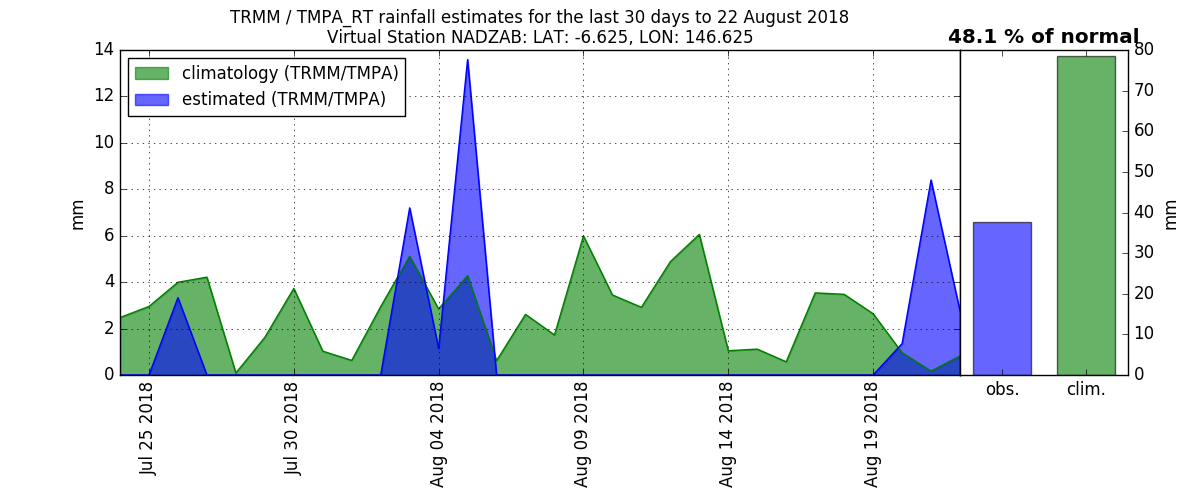 TRMM / TMPA_RT rainfall estimates for the last 30 days to 22 August 2018
Virtual Station NADZAB: LAT: -6.625, LON: 146.625
48.1 % of normal
climatology (TRMM/TMPA)
estimated (TRMM/TMPA)
mm
14
12
10
8
6
4
2
0
Jul 25 2018
Jul 30 2018
Aug 04 2018
Aug 09 2018
Aug 14 2018
Aug 19 2018
obs.
clim.
80
70
60
50
40
30
20
10
0
mm